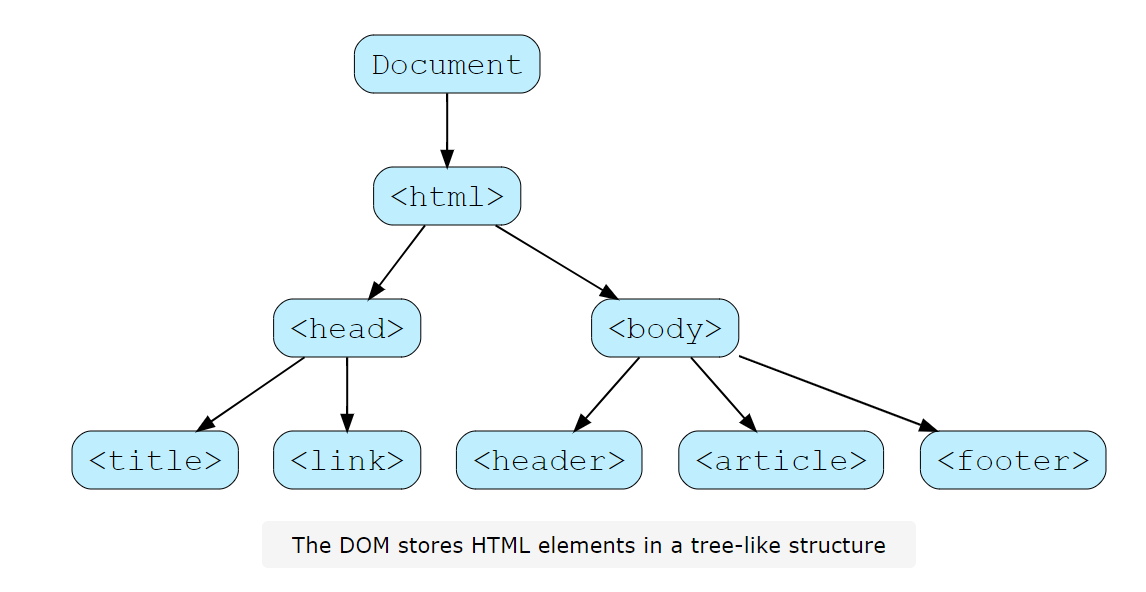 Document
<html>
<head>
<body>
<title>
<link>
<header>
<article>
<footer>
The DOM stores HTML elements in a tree-like structure